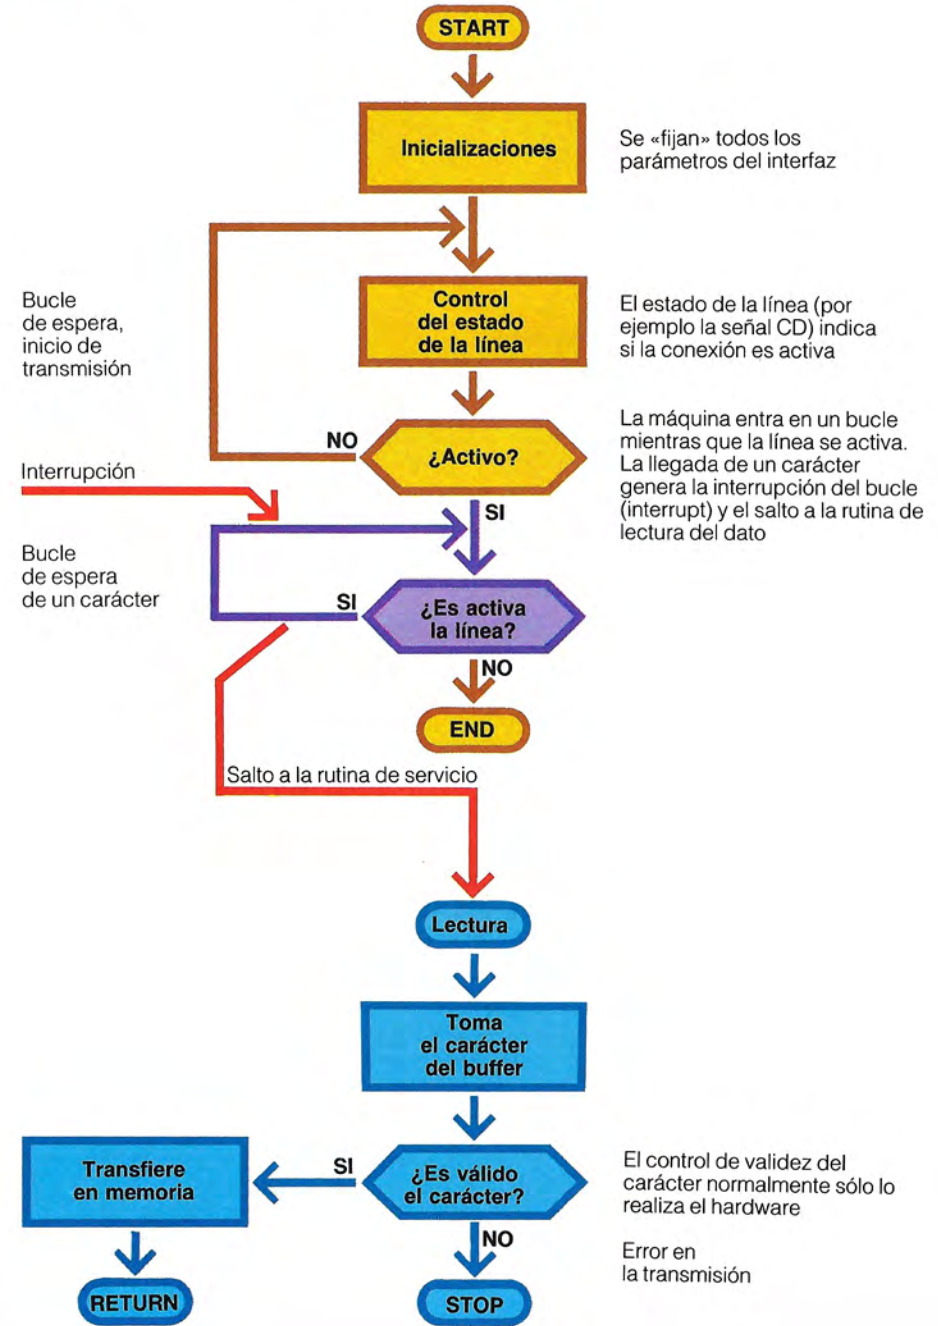 START
Inicializaciones
Se «fijan» todos los
parámetros del interfaz
Bucle
de espera,
inicio de
transmisión
Control
del estado
de la línea
El estado de la línea (por
ejemplo la señal CD) indica
si la conexión es activa
NO
¿Activo?
La máquina entra en un bucle
mientras que la línea se activa.
La llegada de un carácter
genera la interrupción del bucle
(interrupt) y el salto a la rutina de
lectura del dato
Interrupción
SI
Bucle
de espera
de un carácter
SI
¿Es activa
la línea?
NO
END
Salto a la rutina de servicio
Lectura
Toma
el carácter
del buffer
Transfiere
en memoria
SI
¿Es válido
el carácter?
El control de validez del
carácter normalmente sólo lo
realiza el hardware
NO
Error en
la transmisión
RETURN
STOP